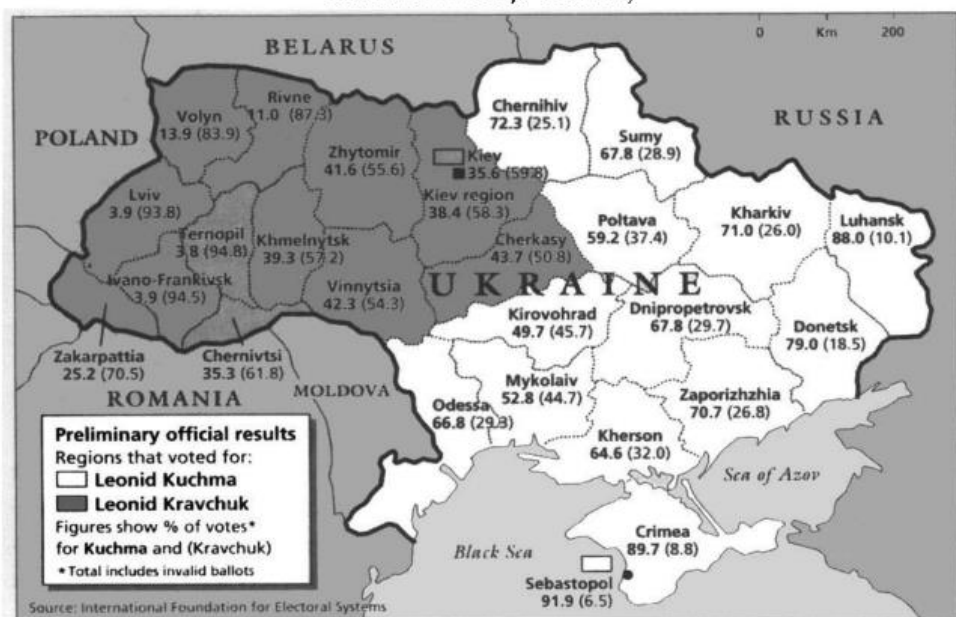 0 Km 200
BELARUS
RUSSIA
POLAND
Volyn
13.9 (83.9)
Rivne
11.0 (87.3)
Zhytomir
41.6 (55.6)
Kiev
35.6 (59.8)
Kiev region
38.4 (58.3)
Chernihiv
72.3 (25.1)
Sumy
67.8 (28.9)
Lviv
3.9 (93.8)
Ternopil
3.8 (94.8)
Khmelnytsk
39.3 (57.2)
Cherkasy
43.7 (50.8)
Poltava
59.2 (37.4)
Kharkiv
71.0 (26.0)
Luhansk
88.0 (10.1)
Ivano-Frankivsk
3.9 (94.5)
Vinnytsia
42.3 (54.3)
UKRAINE
Kirovohrad
49.7 (45.7)
Dnipropetrovsk
67.8 (29.7)
Donetsk
79.0 (18.5)
Zakarpattia
25.2 (70.5)
Chernivtsi
35.3 (61.8)
ROMANIA
MOLDOVA
Odessa
66.8 (29.3)
Mykolaiv
52.8 (44.7)
Zaporizhzhia
70.7 (26.8)
Kherson
64.6 (32.0)
Sea of Azov
Black Sea
Crimea
89.7 (8.8)
Sebastopol
91.9 (6.5)
Preliminary official results
Regions that voted for:
Leonid Kuchma
Leonid Kravchuk
Figures show % of votes*
for Kuchma and (Kravchuk)
* Total includes invalid ballots
Source: International Foundation for Electoral Systems